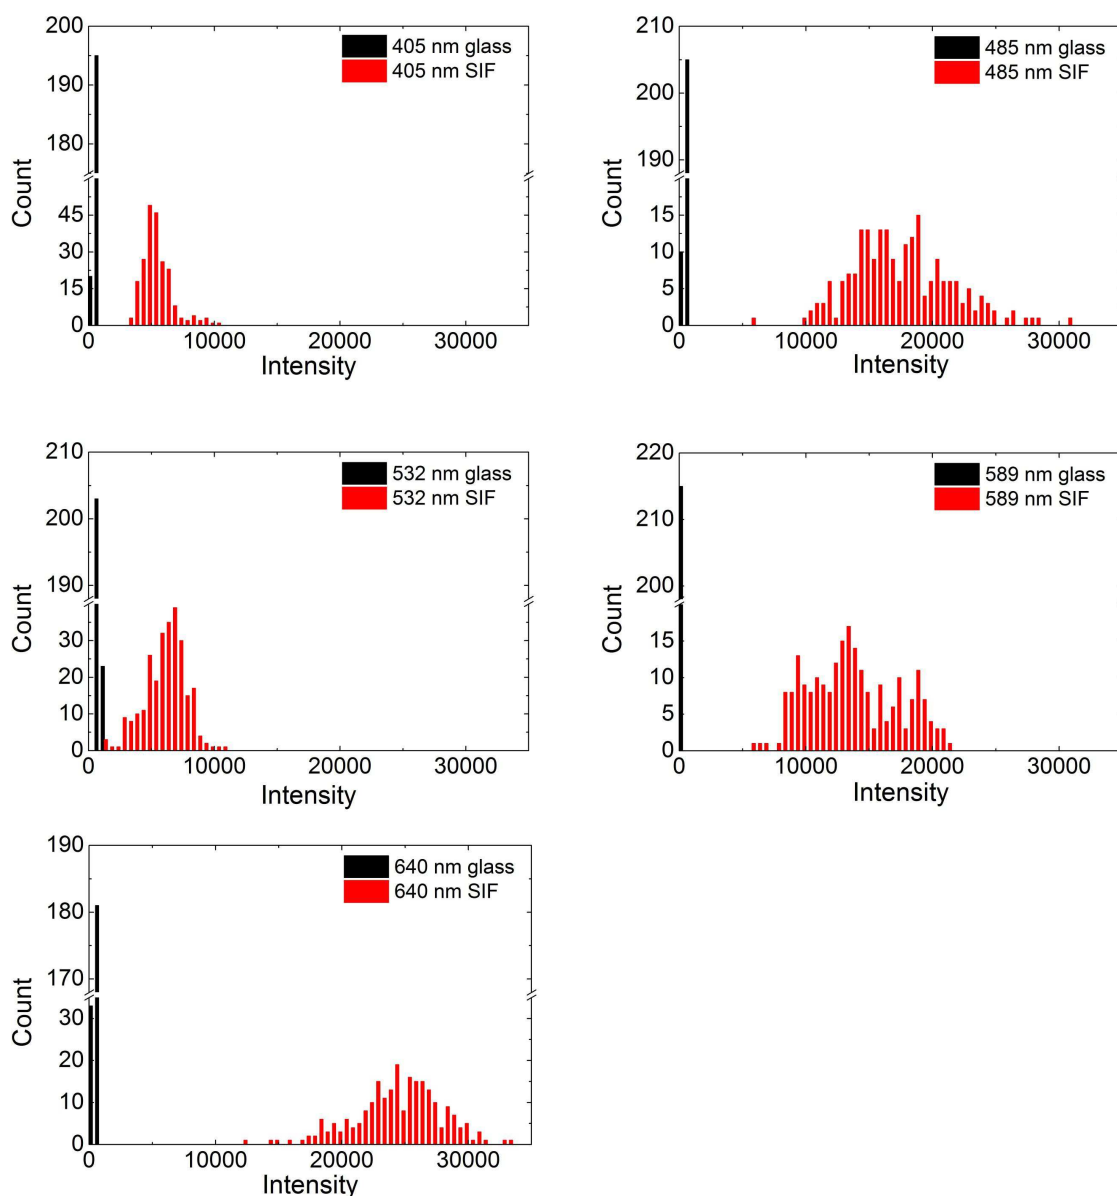 200
190
180
45
30
15
0
Count
405 nm glass
405 nm SIF
0 10000 20000 30000
Intensity
210
200
190
15
10
5
0
Count
485 nm glass
485 nm SIF
0 10000 20000 30000
Intensity
210
200
190
30
20
10
0
Count
532 nm glass
532 nm SIF
0 10000 20000 30000
Intensity
220
210
200
15
10
5
0
Count
589 nm glass
589 nm SIF
0 10000 20000 30000
Intensity
190
180
170
30
20
10
0
Count
640 nm glass
640 nm SIF
0 10000 20000 30000
Intensity